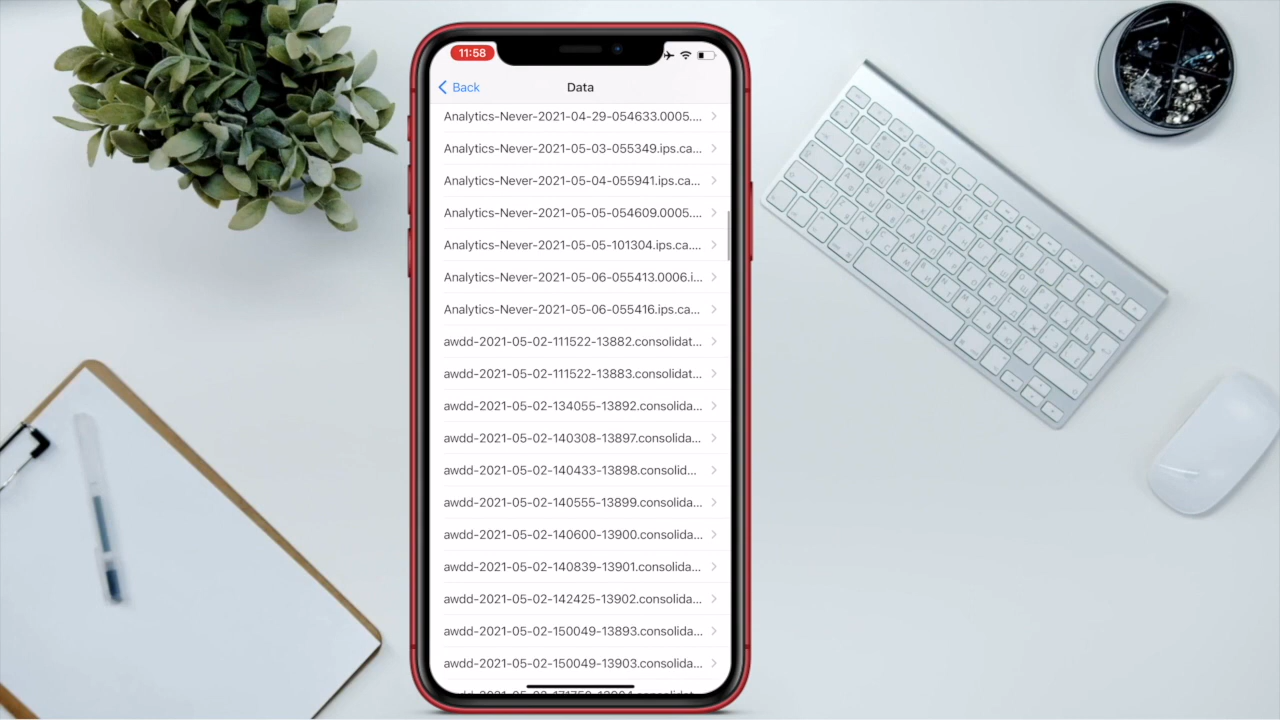 11:58
Back
Data
Analytics-Never-2021-04-29-054633.0005....
Analytics-Never-2021-05-03-055349.ips.ca...
Analytics-Never-2021-05-04-055941.ips.ca...
Analytics-Never-2021-05-05-054609.0005....
Analytics-Never-2021-05-05-101304.ips.ca....
Analytics-Never-2021-05-06-055413.0006.i...
Analytics-Never-2021-05-06-055416.ips.ca...
awdd-2021-05-02-111522-13882.consolidat...
awdd-2021-05-02-111522-13883.consolidat...
awdd-2021-05-02-134055-13892.consolida...
awdd-2021-05-02-140308-13897.consolida...
awdd-2021-05-02-140433-13898.consolid...
awdd-2021-05-02-140555-13899.consolida...
awdd-2021-05-02-140600-13900.consolida...
awdd-2021-05-02-140839-13901.consolida...
awdd-2021-05-02-142425-13902.consolida...
awdd-2021-05-02-150049-13893.consolida...
awdd-2021-05-02-150049-13903.consolida...